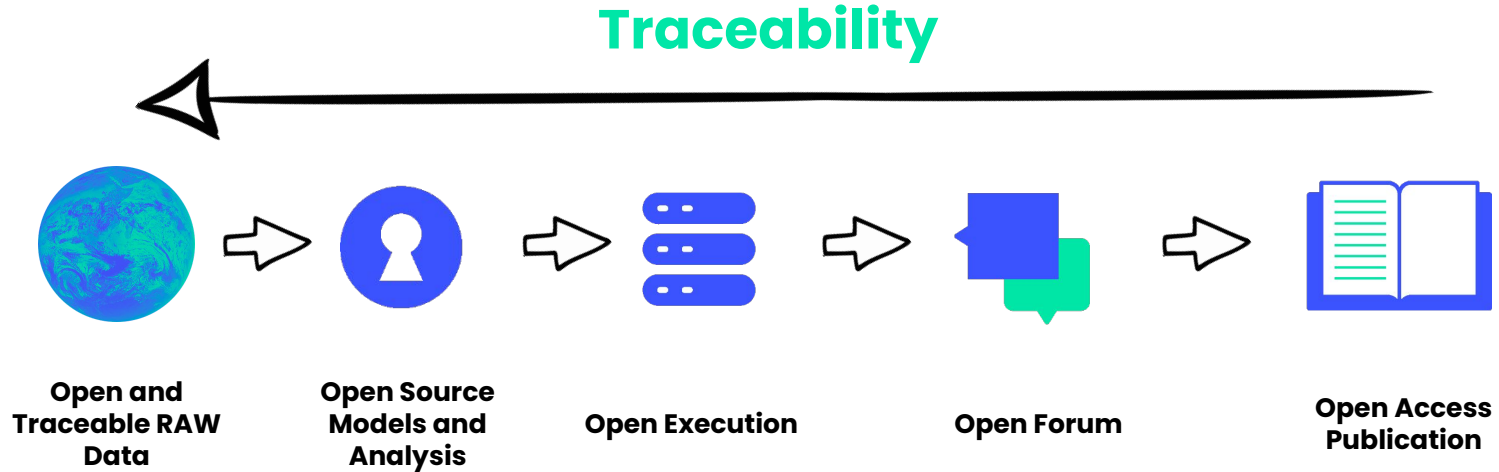 Traceability
Open and
Traceable RAW
Data
Open Source
Models and
Analysis
Open Execution
Open Forum
Open Access
Publication